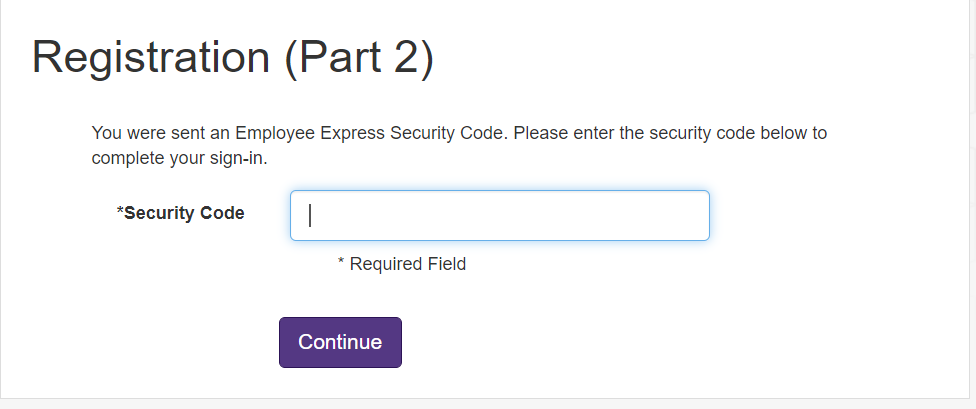 Registration (Part 2)
You were sent an Employee Express Security Code. Please enter the security code below to
complete your sign-in.
*Security Code
* Required Field
Continue